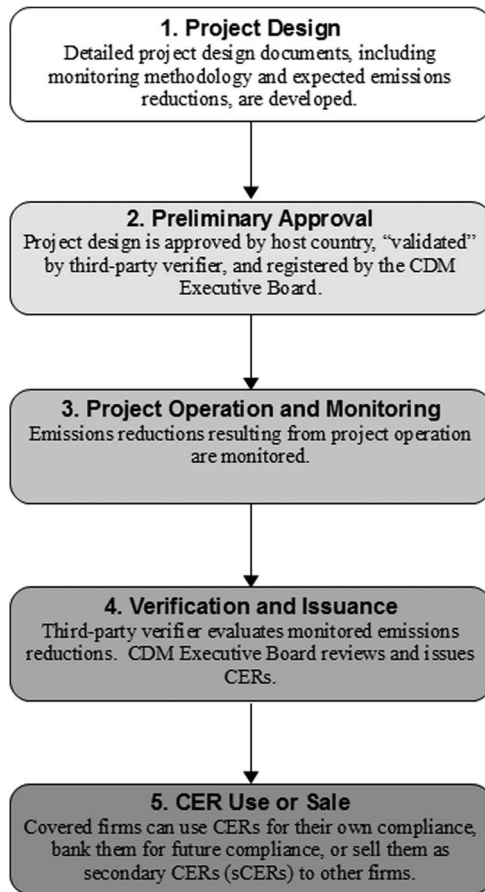 1. Project Design
Detailed project design documents, including
monitoring methodology and expected emissions
reductions, are developed.
2. Preliminary Approval
Project design is approved by host country, “validated”
by third-party verifier, and registered by the CDM
Executive Board.
3. Project Operation and Monitoring
Emissions reductions resulting from project operation
are monitored.
4. Verification and Issuance
Third-party verifier evaluates monitored emissions
reductions.  CDM Executive Board reviews and issues
CERs.
5. CER Use or Sale
Covered firms can use CERs for their own compliance,
bank them for future compliance, or sell them as
secondary CERs (sCERs) to other firms.